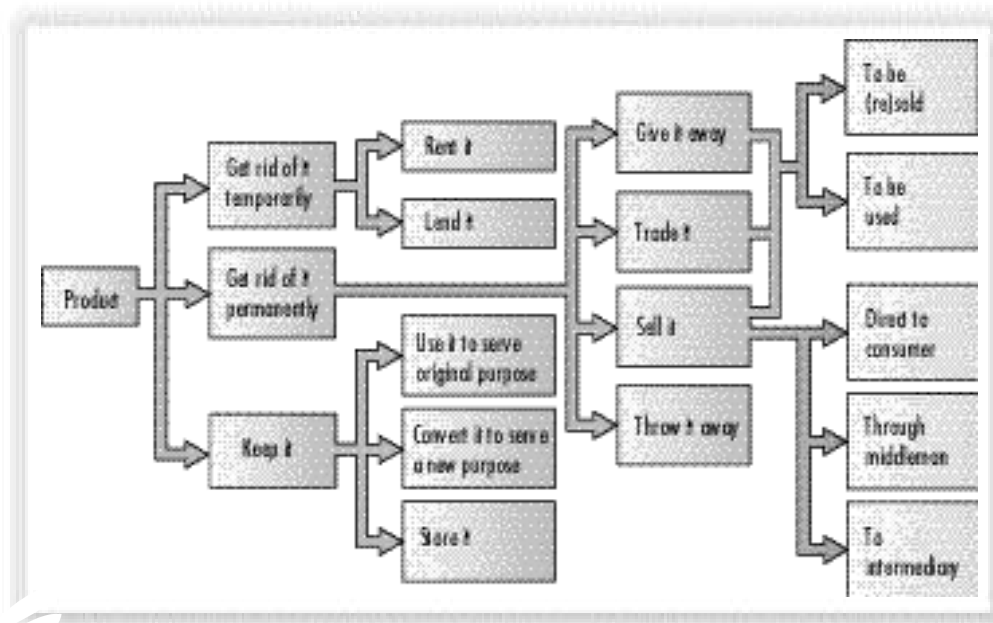 Product
Get rid of it
temporarily
Get rid of it
permanently
Keep it
Rent it
Lend it
Use it to serve
original purpose
Convert it to serve
a new purpose
Store it
Give it away
Trade it
Sell it
Throw it away
To be
(re)sold
To be
used
Direct to
consumer
Through
middleman
To
intermediary